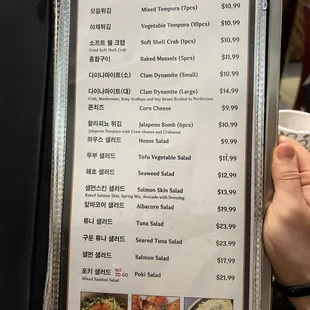 모듬튀김 Mixed Tempura (7pcs) $10.99
야채튀김 Vegetable Tempura (10pcs) $10.99
소프트 쉘 크랩 Soft Shell Crab (1pc) $10.99
Fried Soft Shell Crab
홍합구이 Baked Mussels (5pcs) $11.99
다이나마이트(소) Clam Dynamite (Small) $10.99
다이나마이트(대) Clam Dynamite (Large) $14.99
Crab, Mushrooms, Baby Scallops and Soy Beans Broiled to Perfection
콘치즈 Corn Cheese $9.99
할라피뇨 튀김 Jalapeno Bomb (6pcs) $10.99
Jalapeno Tempura with Cream cheese and Crabmeat
하우스 샐러드 House Salad $9.99
두부 샐러드 Tofu Vegetable Salad $11.99
해초 샐러드 Seaweed Salad $12.99
샐먼스킨 샐러드 Salmon Skin Salad $13.99
Baked Salmon Skin, Spring Mix, Avocado with Dressing
알바코어 샐러드 Albacore Salad $19.99
튜나 샐러드 Tuna Salad $23.99
구운 튜나 샐러드 Seared Tuna Salad $23.99
샐먼 샐러드 Salmon Salad $17.99
포키 샐러드 NO TO-GO Poki Salad $21.99
Mixed Sashimi Salad